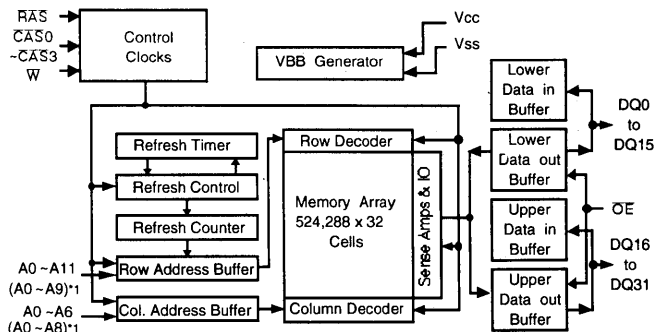 RAS
CAS0
~CAS3
W
Control
Clocks
VBB Generator
Vcc
Vss
Lower
Data in
Buffer
DQ0
to
DQ15
Refresh Timer
Row Decoder
Lower
Data out
Buffer
Refresh Control
Memory Array
524,288 x 32
Cells
Sense Amps & IO
OE
Refresh Counter
Upper
Data in
Buffer
DQ16
to
DQ31
A0 ~A11
(A0 ~A9)*1
Row Address Buffer
A0 ~A6
(A0 ~A8)*1
Col. Address Buffer
Column Decoder
Upper
Data out
Buffer